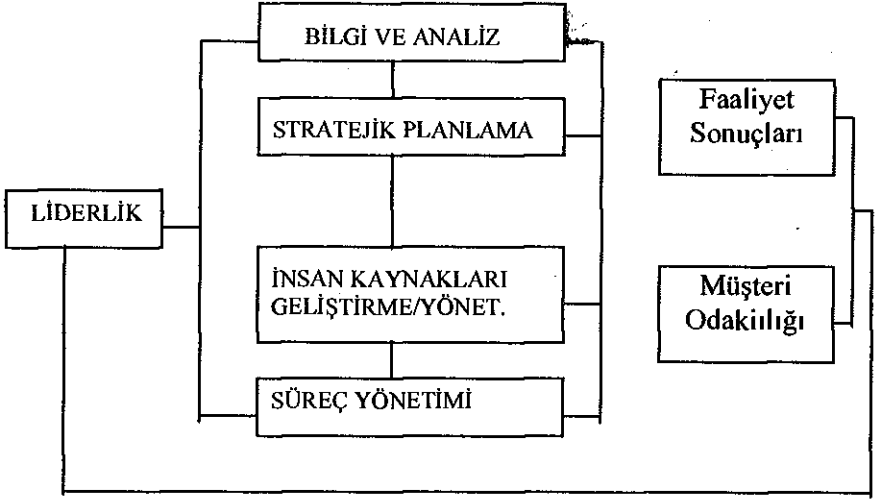 BİLGİ VE ANALİZ
STRATEJİK PLANLAMA
LİDERLİK
İNSAN KAYNAKLARI
GELİŞTİRME/YÖNET.
SÜREÇ YÖNETİMİ
Faaliyet
Sonuçları
Müşteri
Odakiılığı